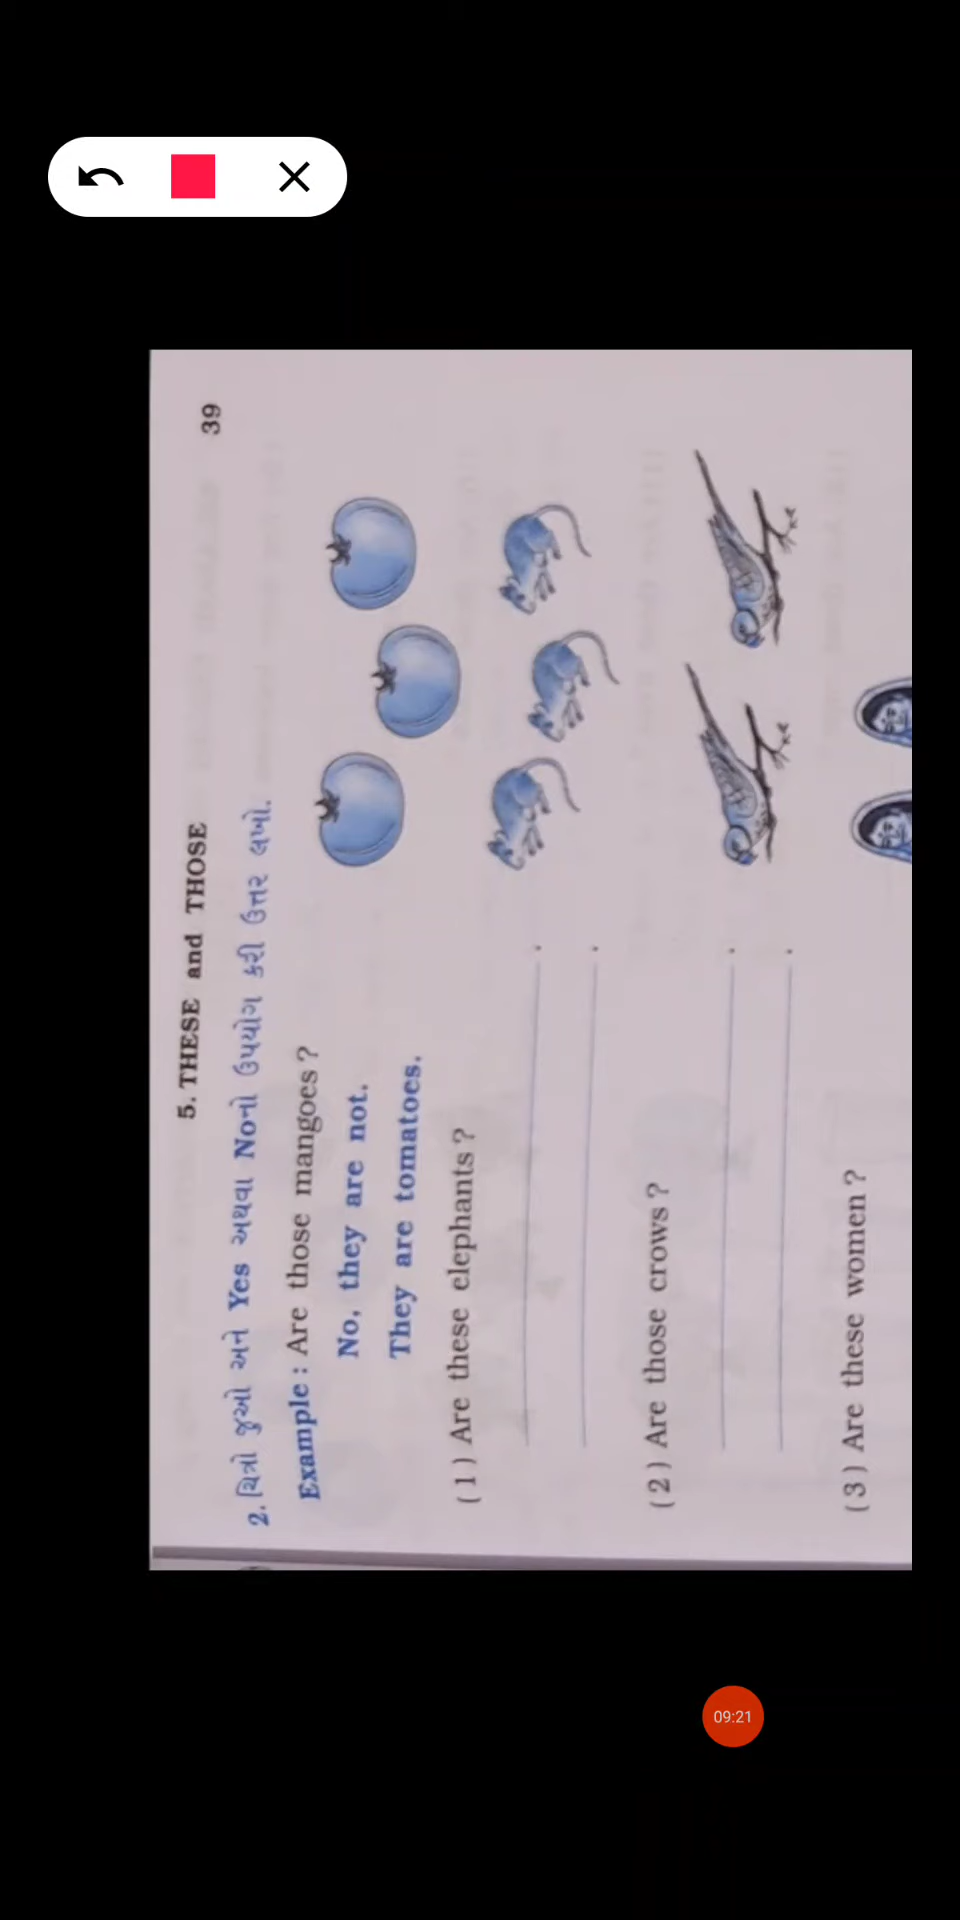 5. THESE and THOSE 39
2. ચિત્રો જુઓ અને Yes અથવા Noનો ઉપયોગ કરી ઉત્તર લખો.
Example : Are those mangoes ?
No, they are not.
They are tomatoes.
( 1 ) Are these elephants ?
( 2 ) Are those crows ?
( 3 ) Are these women ?
09:21